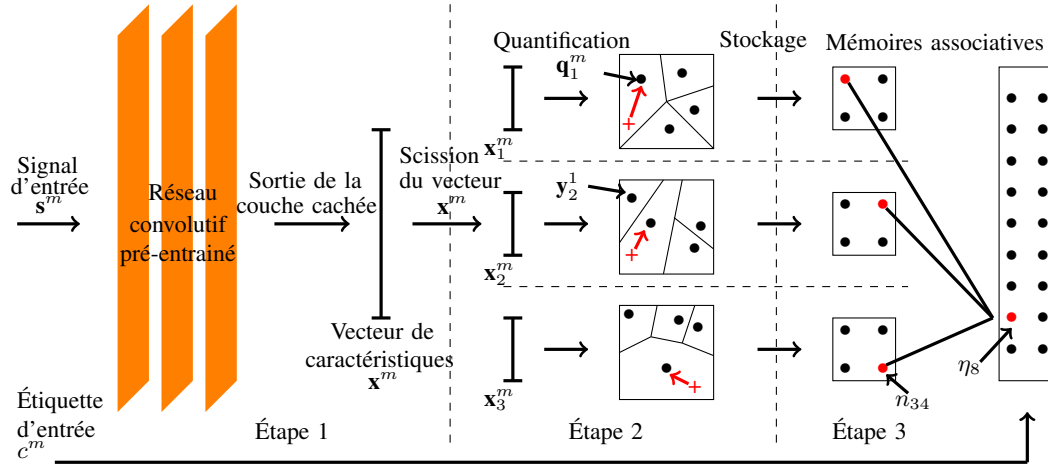 Quantification
Stockage
Mémoires associatives
q_1^m
x_1^m
Signal
d'entrée
s^m
Réseau
convolutif
pré-entrainé
Sortie de la
couche cachée
Scission
du vecteur
x^m
y_2^1
x_2^m
Vecteur de
caractéristiques
x^m
x_3^m
η_8
n_34
Étiquette
d'entrée
c^m
Étape 1
Étape 2
Étape 3